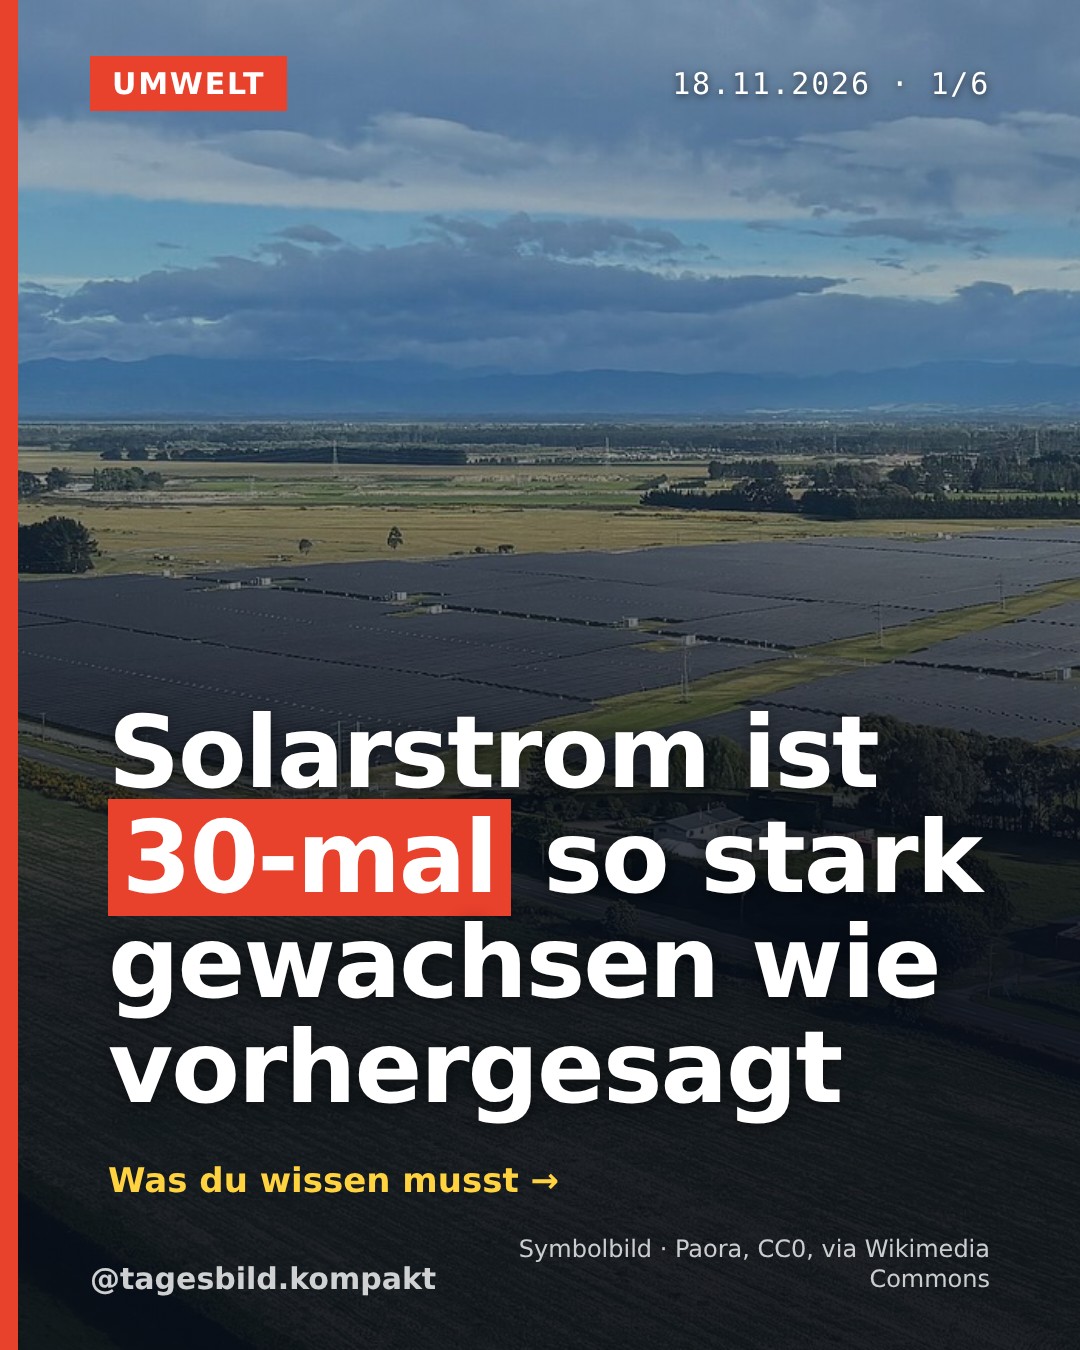 UMWELT
18.11.2026 · 1/6
Solarstrom ist
30-mal so stark
gewachsen wie
vorhergesagt
Was du wissen musst →
Symbolbild · Paora, CC0, via Wikimedia
Commons
@tagesbild.kompakt